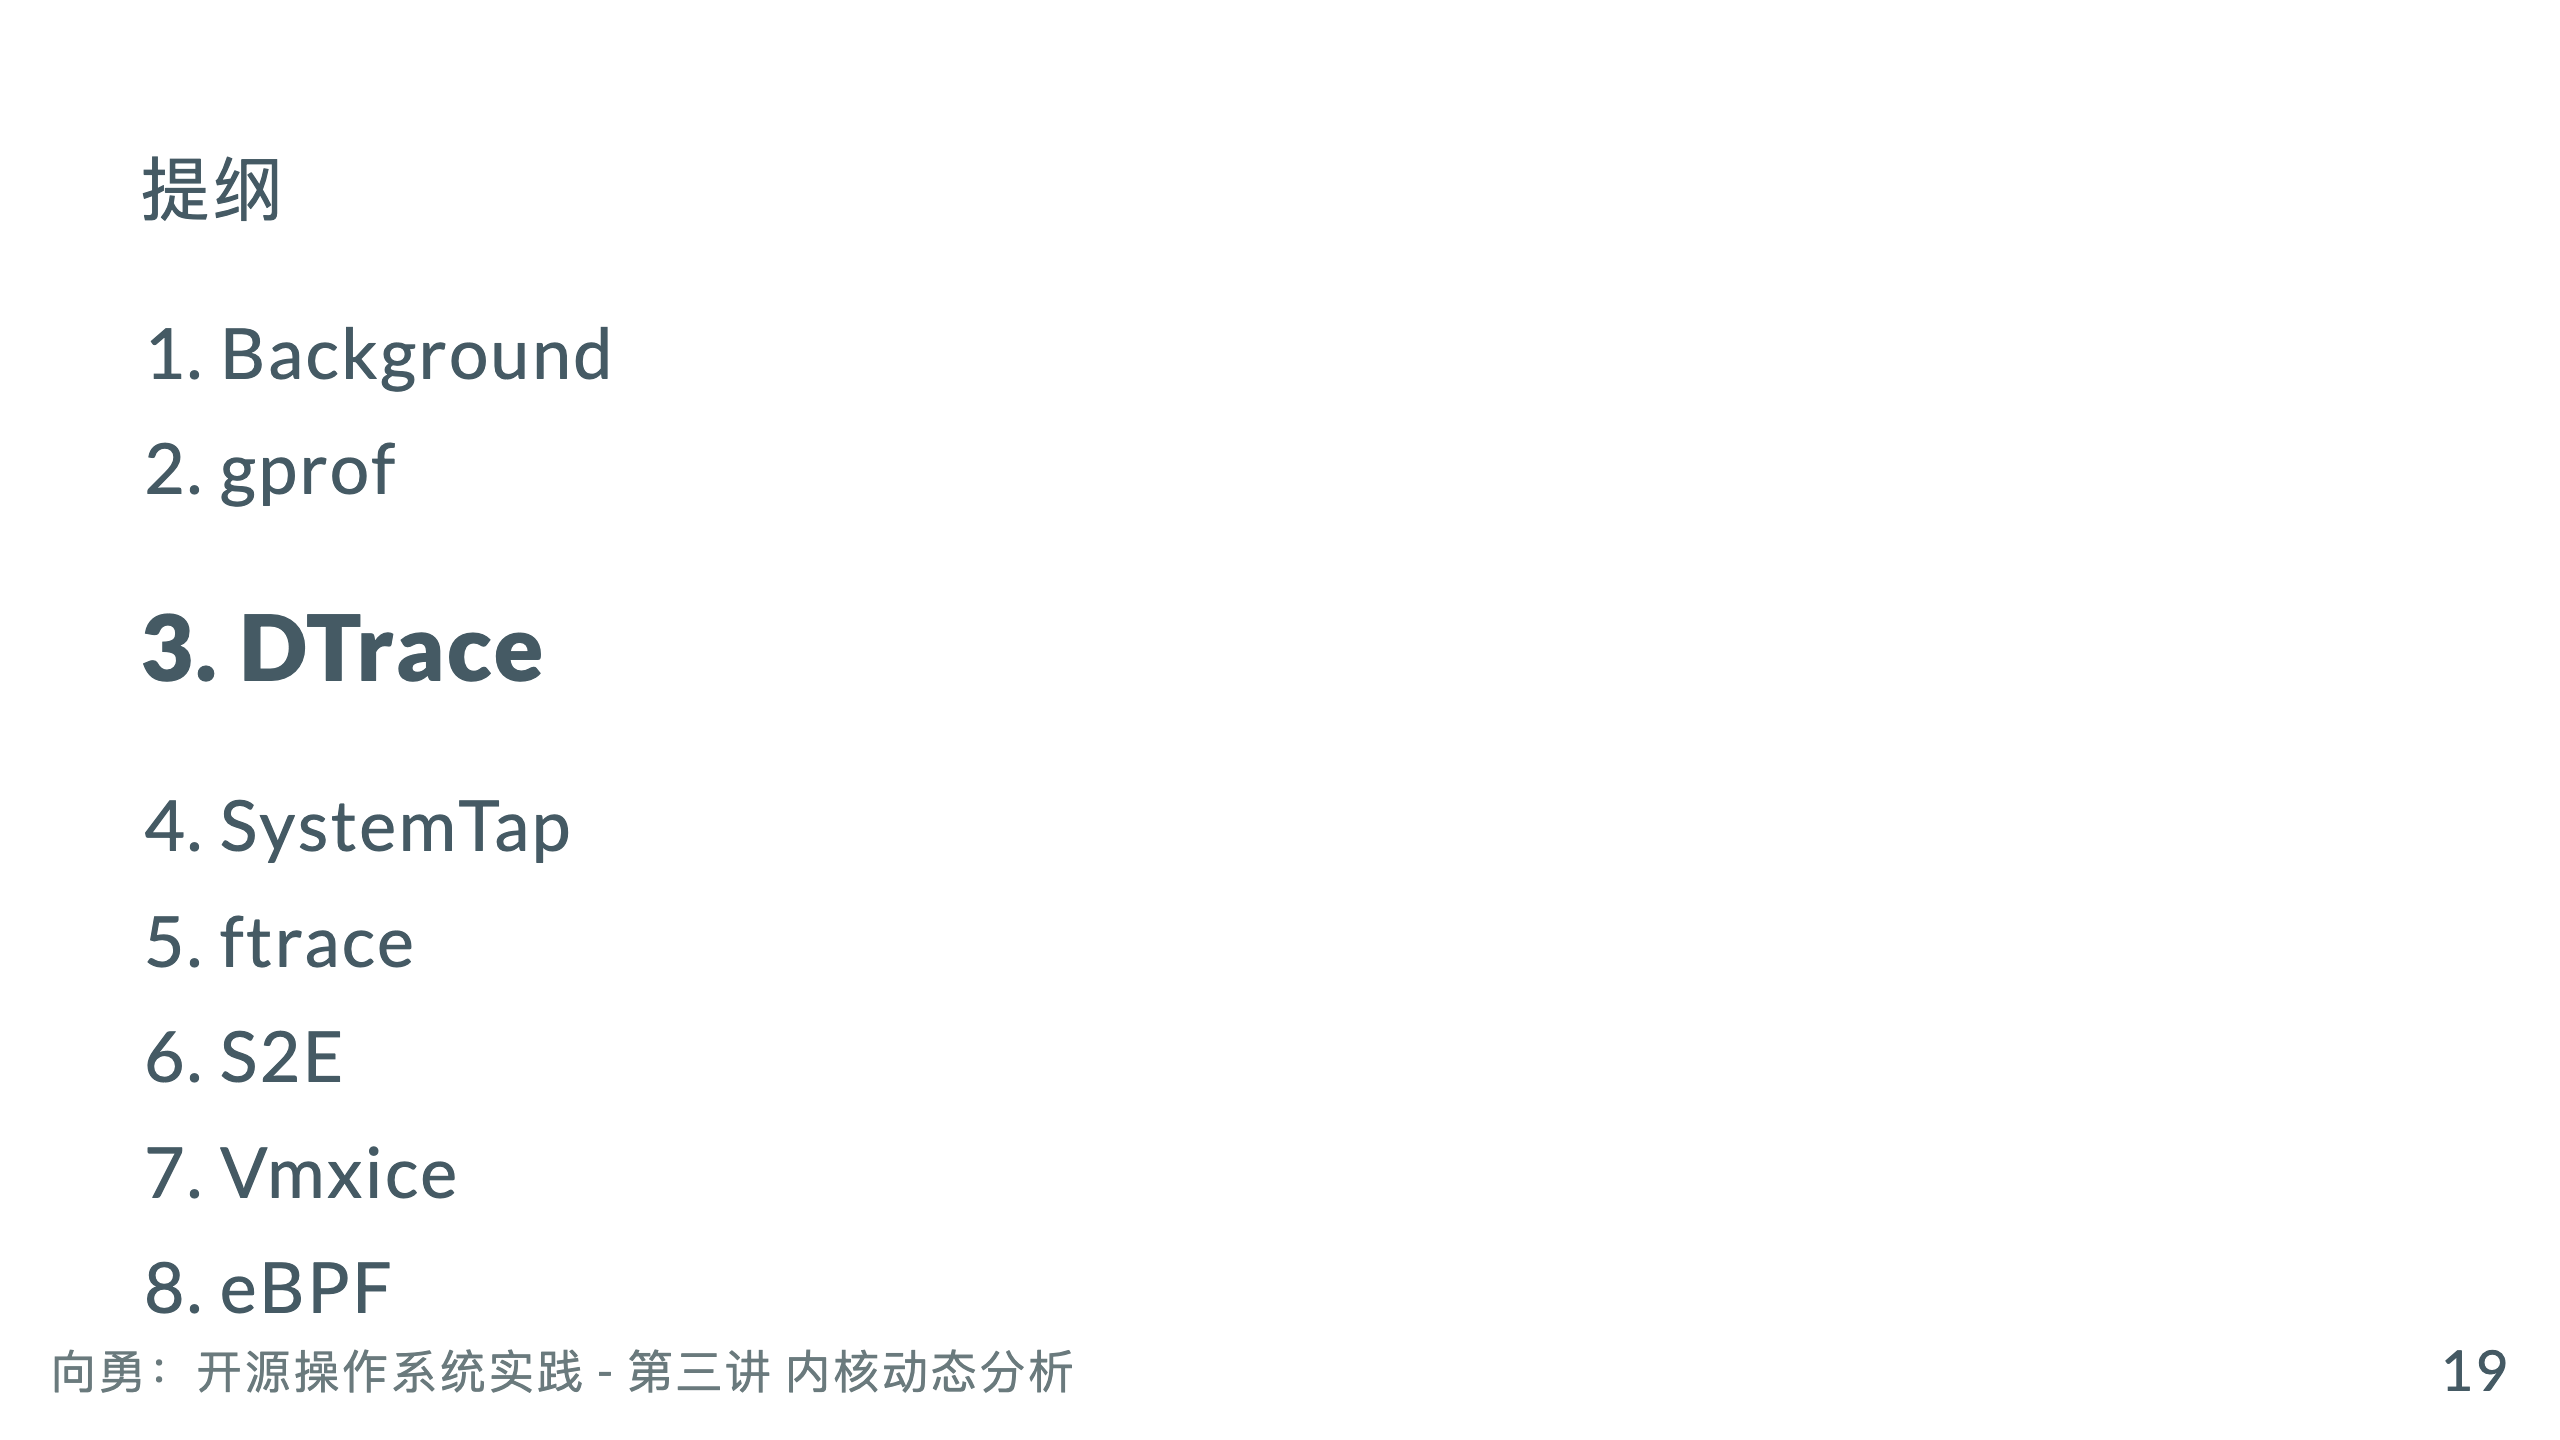 提纲
1. Background
2. gprof
3. DTrace
4. SystemTap
5. ftrace
6. S2E
7. Vmxice
8. eBPF
向勇：开源操作系统实践 - 第三讲 内核动态分析
19